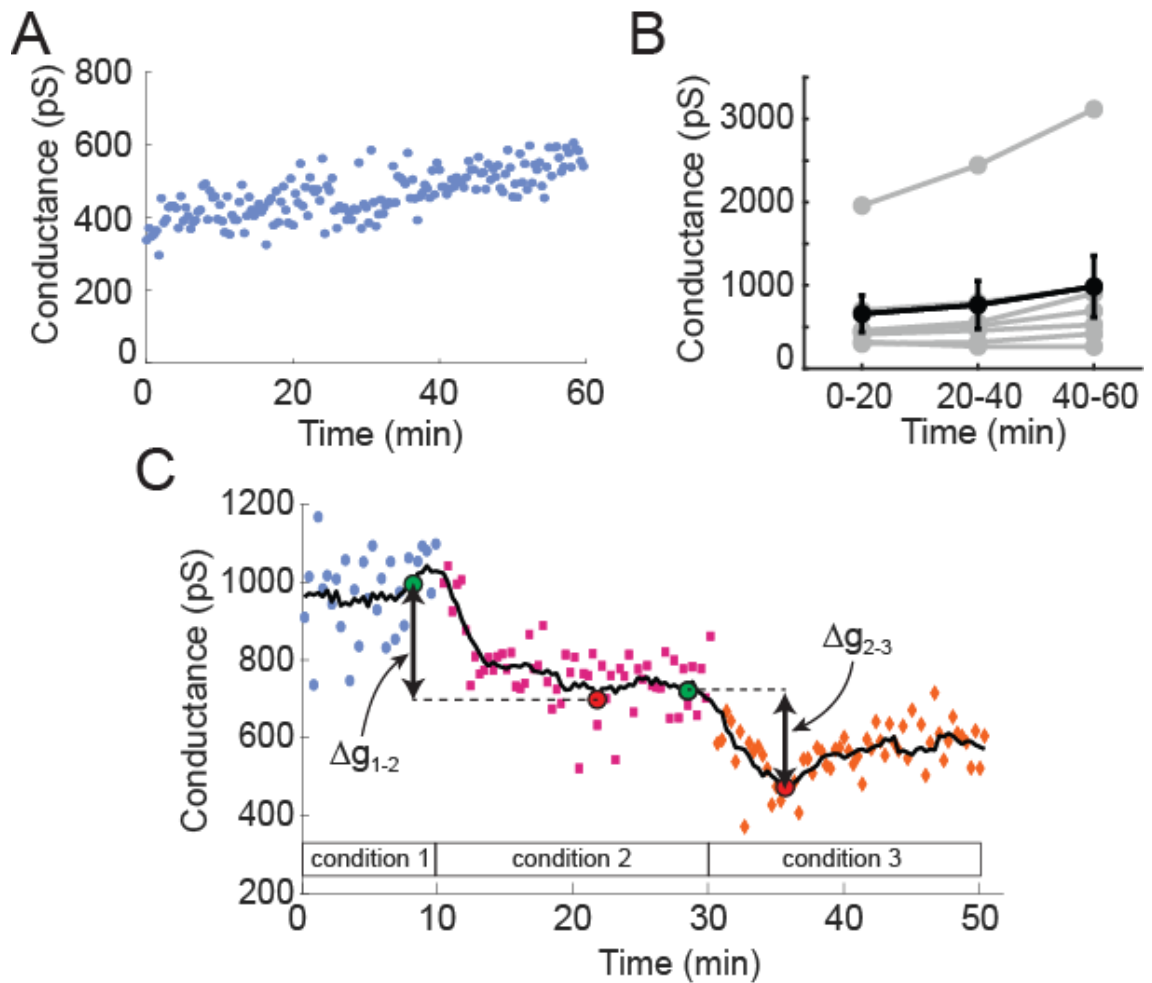 A
B
Conductance (pS)
800
600
400
200
0
0 20 40 60
Time (min)
Conductance (pS)
3000
2000
1000
0
0-20 20-40 40-60
Time (min)
C
Conductance (pS)
1200
1000
800
600
400
200
Δg1-2
Δg2-3
condition 1 condition 2 condition 3
0 10 20 30 40 50
Time (min)